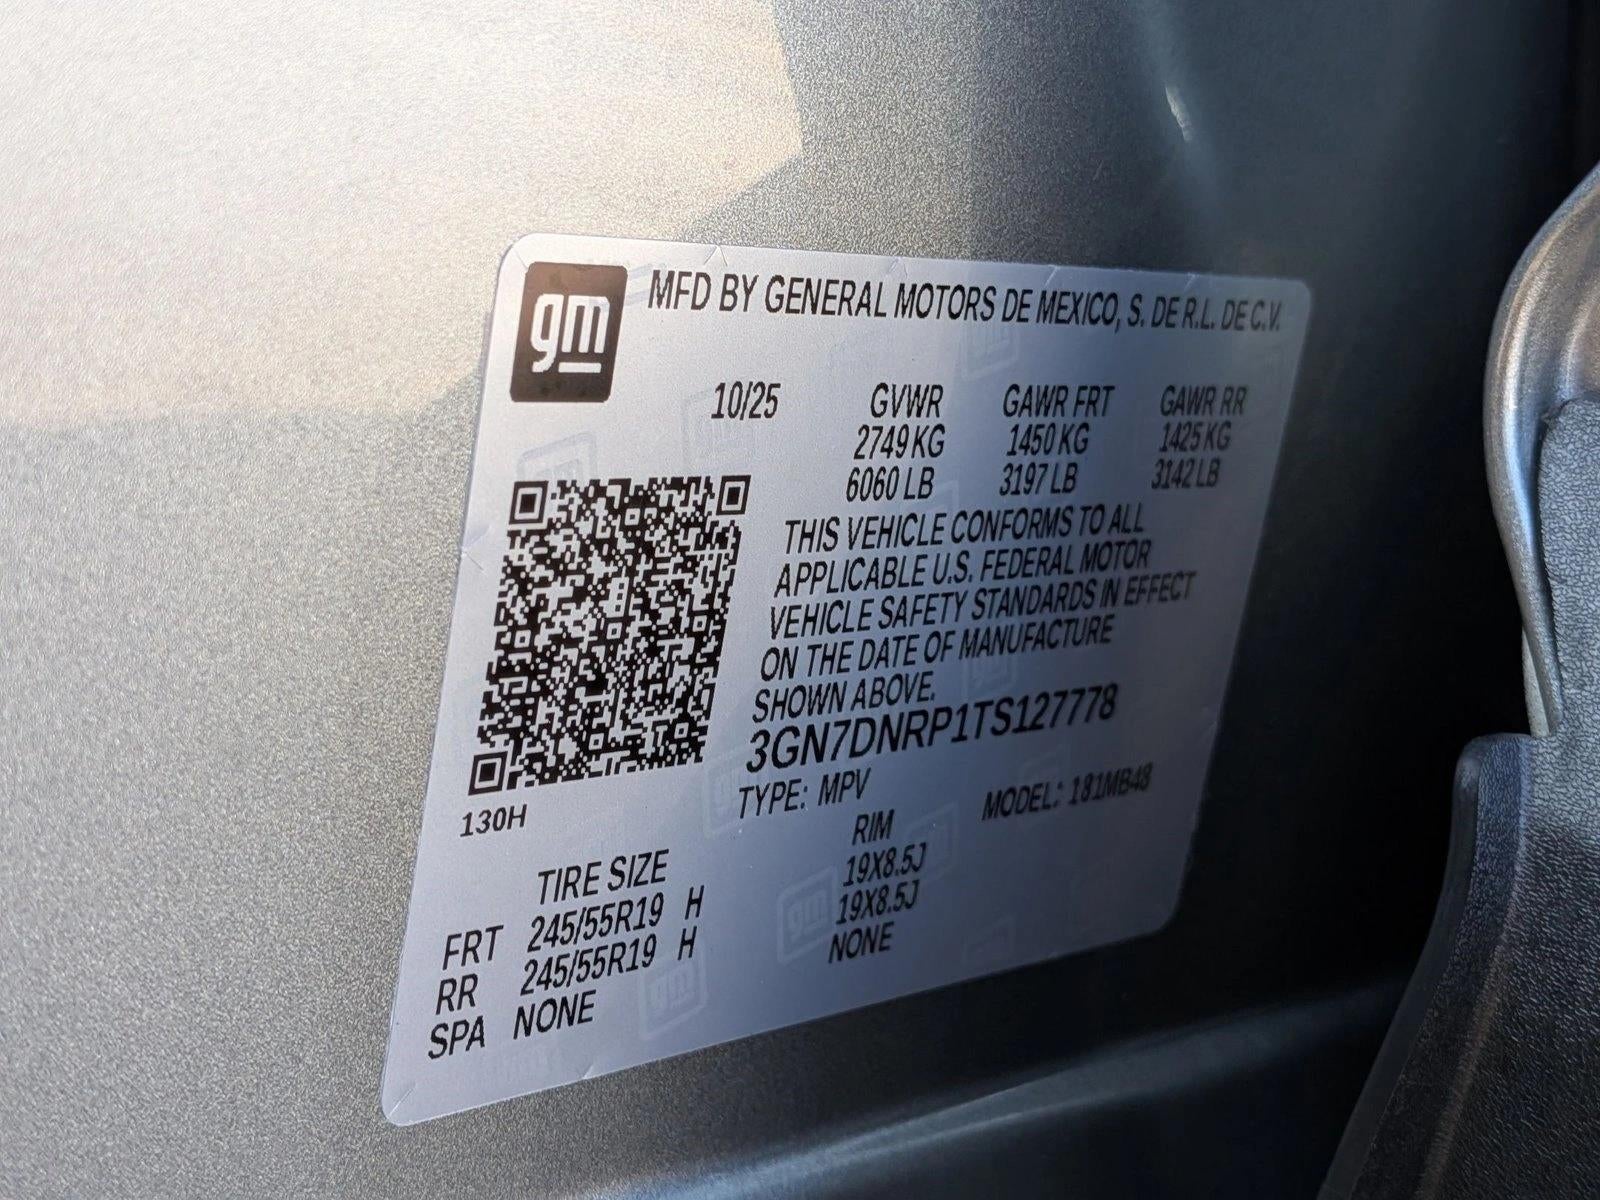 gm MFD BY GENERAL MOTORS DE MEXICO, S. DE R.L. DE C.V.
10/25 GVWR GAWR FRT GAWR RR
2749 KG 1450 KG 1425 KG
6060 LB 3197 LB 3142 LB
THIS VEHICLE CONFORMS TO ALL
APPLICABLE U.S. FEDERAL MOTOR
VEHICLE SAFETY STANDARDS IN EFFECT
ON THE DATE OF MANUFACTURE
SHOWN ABOVE.
3GN7DNRP1TS127778
TYPE: MPV MODEL: 181MB48
130H
TIRE SIZE RIM
FRT 245/55R19 H 19X8.5J
RR 245/55R19 H 19X8.5J
SPA NONE NONE